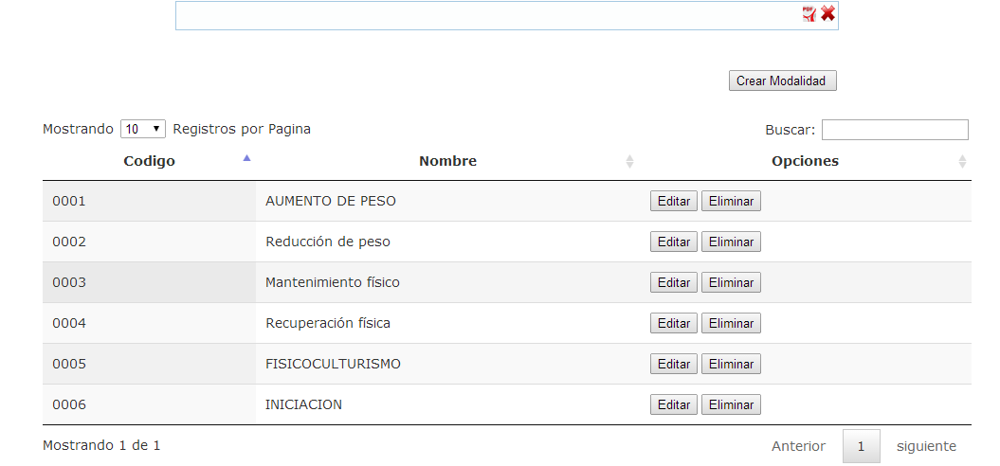 PDF
Crear Modalidad
Mostrando 10 Registros por Pagina Buscar:
Codigo Nombre Opciones
0001 AUMENTO DE PESO Editar Eliminar
0002 Reducción de peso Editar Eliminar
0003 Mantenimiento físico Editar Eliminar
0004 Recuperación física Editar Eliminar
0005 FISICOCULTURISMO Editar Eliminar
0006 INICIACION Editar Eliminar
Mostrando 1 de 1 Anterior 1 siguiente